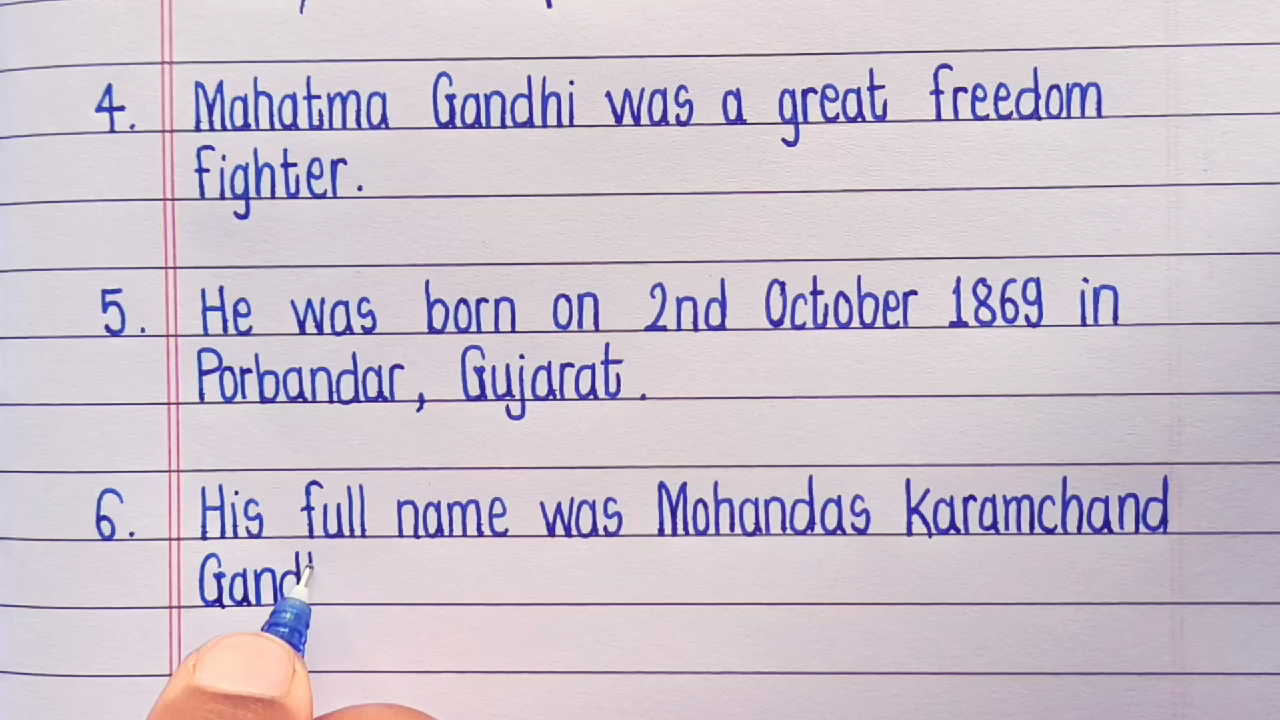 4. Mahatma Gandhi was a great freedom
fighter.
5. He was born on 2nd October 1869 in
Porbandar, Gujarat.
6. His full name was Mohandas Karamchand
Gand